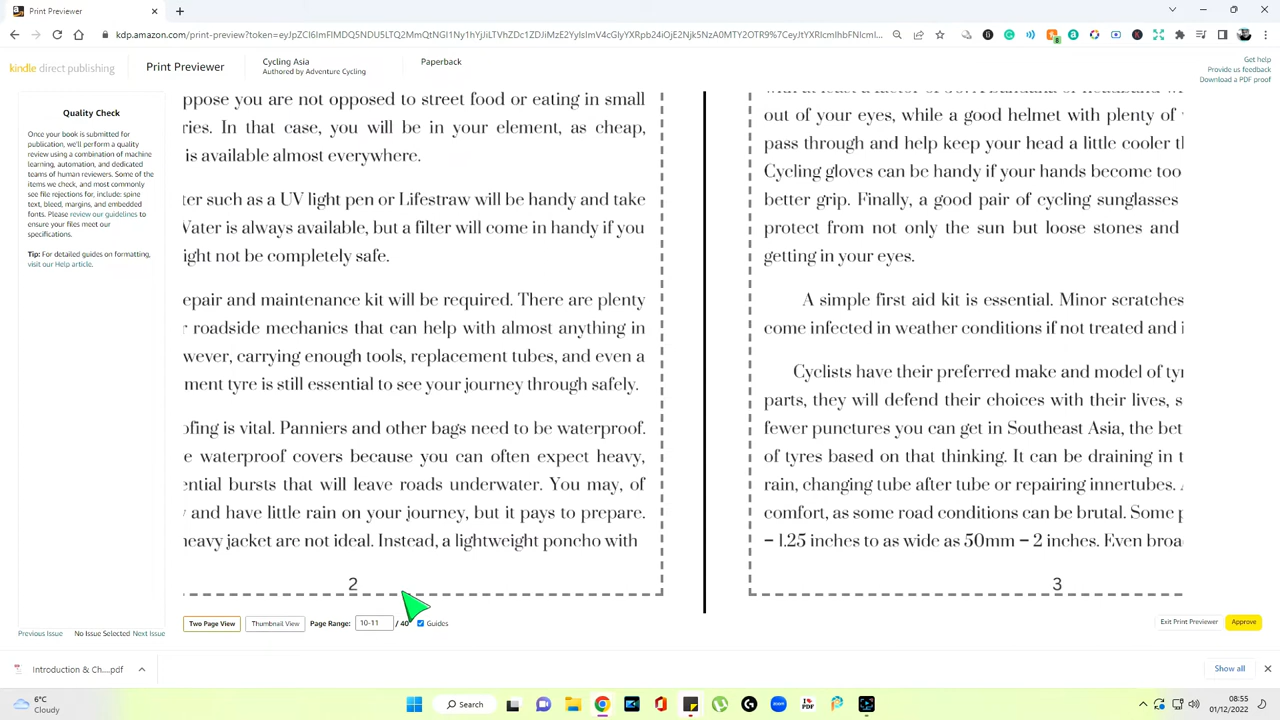 Print Previewer
kdp.amazon.com/print-preview?token=
kindle direct publishing
Print Previewer
Cycling Asia
Authored by Adventure Cycling
Paperback
Get help
Provide us feedback
Download a PDF proof
Quality Check
Once your book is submitted for
publication, we'll perform a quality
review using a combination of machine
learning, automation, and dedicated
teams of human reviewers. Some of the
items we check, and most commonly
see file rejections for, include: spine
text, bleed, margins, and embedded
fonts. Please review our guidelines to
ensure your files meet our
specifications.
Tip: For detailed guides on formatting,
visit our Help article.
Previous Issue No Issue Selected Next Issue
ppose you are not opposed to street food or eating in small
ries. In that case, you will be in your element, as cheap,
is available almost everywhere.
ter such as a UV light pen or Lifestraw will be handy and take
Water is always available, but a filter will come in handy if you
ight not be completely safe.
epair and maintenance kit will be required. There are plenty
r roadside mechanics that can help with almost anything in
wever, carrying enough tools, replacement tubes, and even a
ment tyre is still essential to see your journey through safely.
ofing is vital. Panniers and other bags need to be waterproof.
e waterproof covers because you can often expect heavy,
ential bursts that will leave roads underwater. You may, of
y and have little rain on your journey, but it pays to prepare.
heavy jacket are not ideal. Instead, a lightweight poncho with
2
out of your eyes, while a good helmet with plenty of
pass through and help keep your head a little cooler th
Cycling gloves can be handy if your hands become too
better grip. Finally, a good pair of cycling sunglasses
protect from not only the sun but loose stones and
getting in your eyes.
A simple first aid kit is essential. Minor scratches
come infected in weather conditions if not treated and i
Cyclists have their preferred make and model of tyr
parts, they will defend their choices with their lives, s
fewer punctures you can get in Southeast Asia, the bet
of tyres based on that thinking. It can be draining in t
rain, changing tube after tube or repairing innertubes.
comfort, as some road conditions can be brutal. Some p
– 1.25 inches to as wide as 50mm – 2 inches. Even broa
3
Two Page View
Thumbnail View
Page Range: 10-11 / 40
Guides
Exit Print Previewer
Approve
Introduction & Ch....pdf
Show all
6°C
Cloudy
Search
zoom
PDF
08:55
01/12/2022